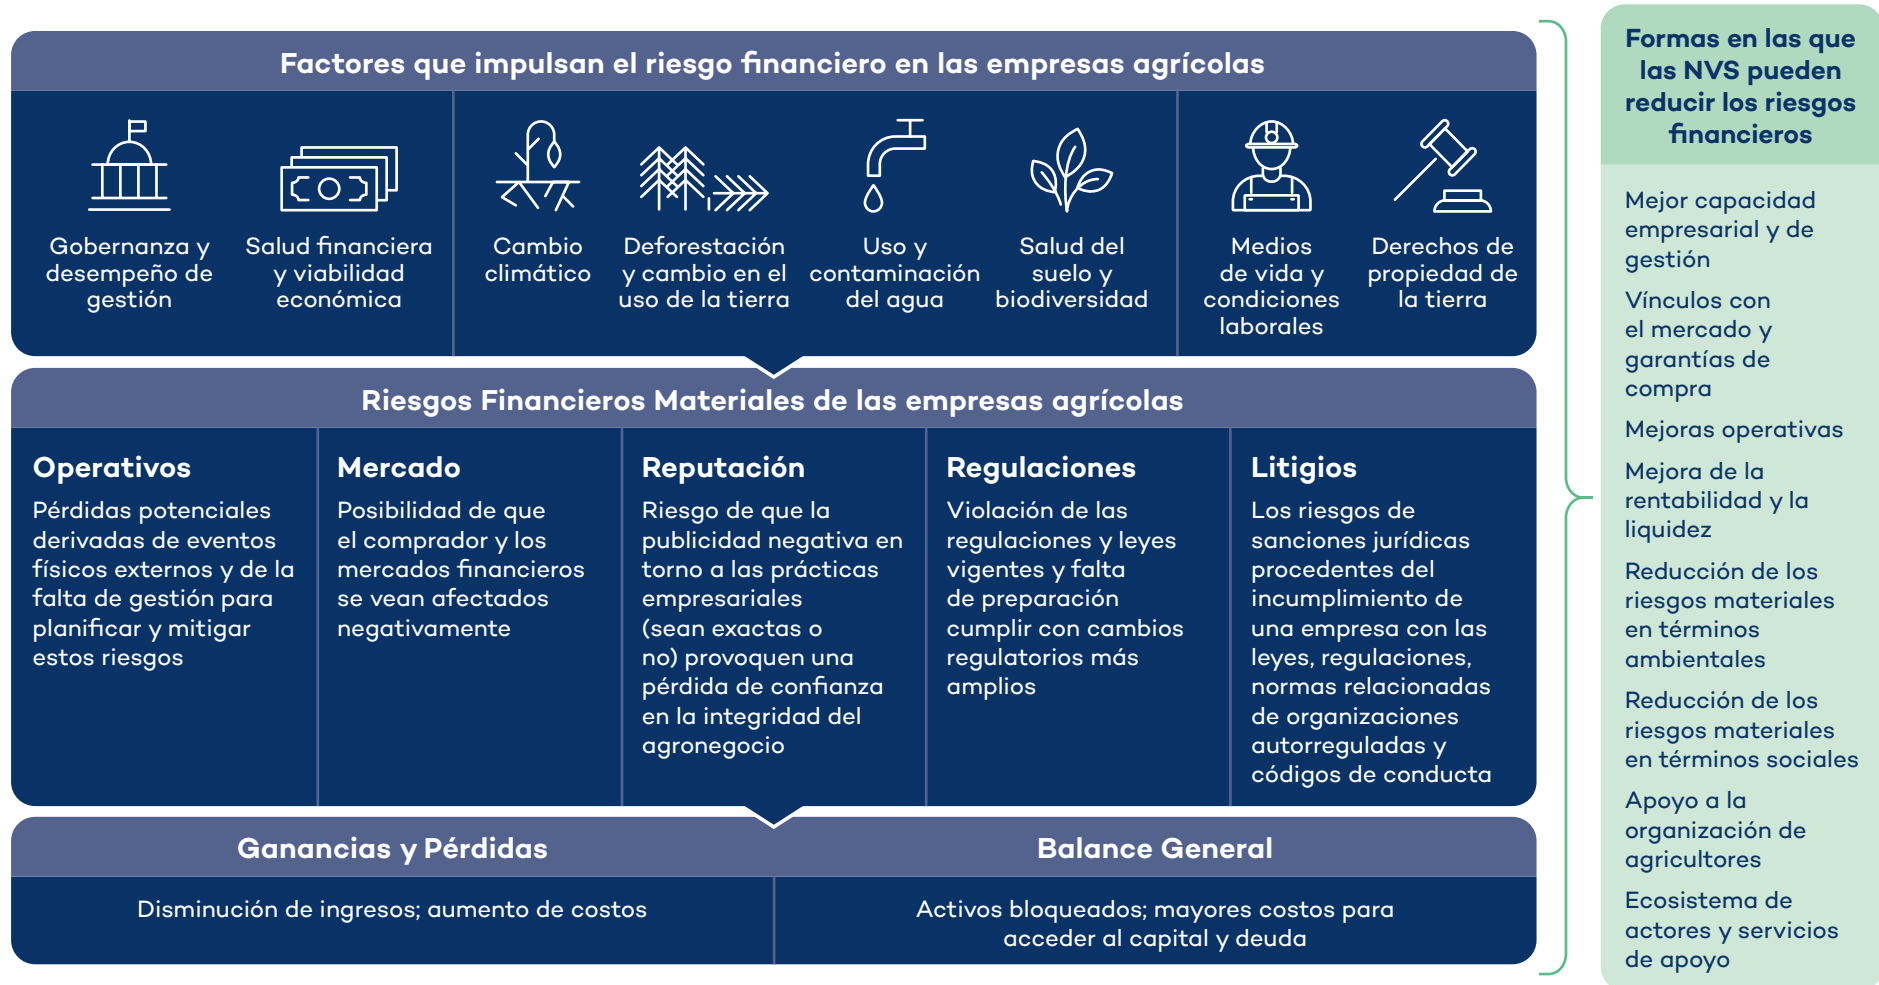 Factores que impulsan el riesgo financiero en las empresas agrícolas
Gobernanza y
desempeño de
gestión
Salud financiera
y viabilidad
económica
Cambio
climático
Deforestación
y cambio en el
uso de la tierra
Uso y
contaminación
del agua
Salud del
suelo y
biodiversidad
Medios
de vida y
condiciones
laborales
Derechos de
propiedad de
la tierra
Riesgos Financieros Materiales de las empresas agrícolas
Operativos
Pérdidas potenciales
derivadas de eventos
físicos externos y de la
falta de gestión para
planificar y mitigar
estos riesgos
Mercado
Posibilidad de que
el comprador y los
mercados financieros
se vean afectados
negativamente
Reputación
Riesgo de que la
publicidad negativa en
torno a las prácticas
empresariales
(sean exactas o
no) provoquen una
pérdida de confianza
en la integridad del
agronegocio
Regulaciones
Violación de las
regulaciones y leyes
vigentes y falta
de preparación
cumplir con cambios
regulatorios más
amplios
Litigios
Los riesgos de
sanciones jurídicas
procedentes del
incumplimiento de
una empresa con las
leyes, regulaciones,
normas relacionadas
de organizaciones
autorreguladas y
códigos de conducta
Ganancias y Pérdidas
Disminución de ingresos; aumento de costos
Balance General
Activos bloqueados; mayores costos para
acceder al capital y deuda
Formas en las que
las NVS pueden
reducir los riesgos
financieros
Mejor capacidad
empresarial y de
gestión
Vínculos con
el mercado y
garantías de
compra
Mejoras operativas
Mejora de la
rentabilidad y la
liquidez
Reducción de los
riesgos materiales
en términos
ambientales
Reducción de los
riesgos materiales
en términos sociales
Apoyo a la
organización de
agricultores
Ecosistema de
actores y servicios
de apoyo